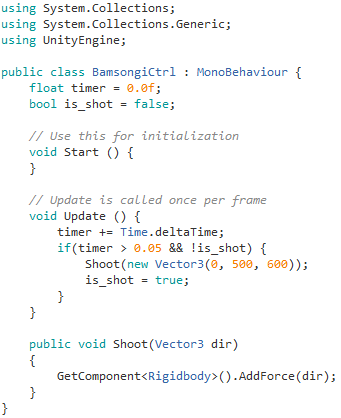 using System.Collections;
using System.Collections.Generic;
using UnityEngine;

public class BamsongiCtrl : MonoBehaviour {
    float timer = 0.0f;
    bool is_shot = false;

    // Use this for initialization
    void Start () {
    }

    // Update is called once per frame
    void Update () {
        timer += Time.deltaTime;
        if(timer > 0.05 && !is_shot) {
            Shoot(new Vector3(0, 500, 600));
            is_shot = true;
        }
    }

    public void Shoot(Vector3 dir)
    {
        GetComponent<Rigidbody>().AddForce(dir);
    }
}